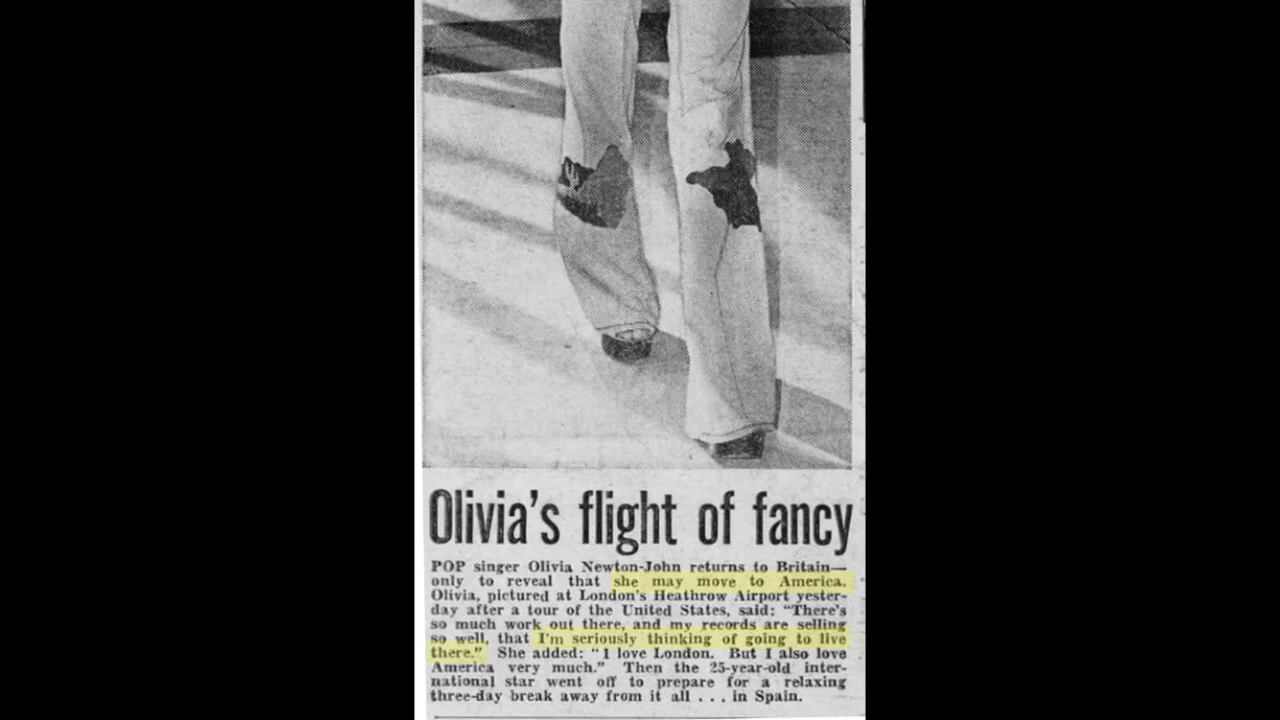 Olivia's flight of fancy
POP singer Olivia Newton-John returns to Britain—
only to reveal that she may move to America.
Olivia, pictured at London's Heathrow Airport yester-
day after a tour of the United States, said: "There's
so much work out there, and my records are selling
so well, that I'm seriously thinking of going to live
there." She added: "I love London. But I also love
America very much." Then the 25-year-old inter-
national star went off to prepare for a relaxing
three-day break away from it all . . . in Spain.